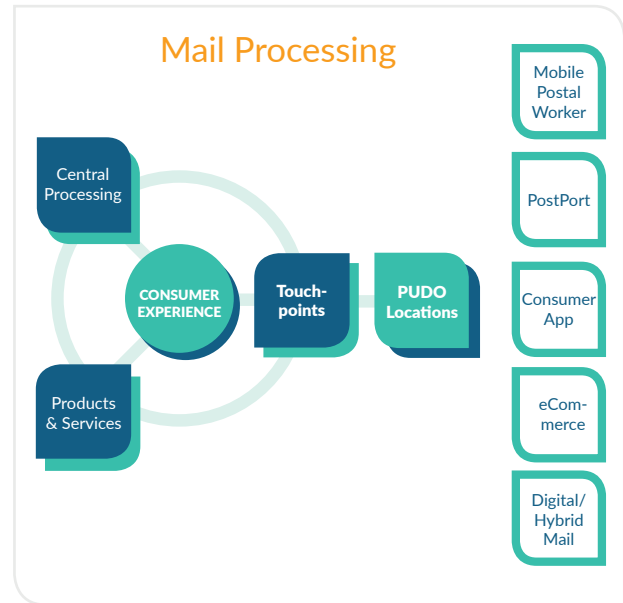 Mail Processing
Central
Processing
CONSUMER
EXPERIENCE
Touch-
points
PUDO
Locations
Products
& Services
Mobile
Postal
Worker
PostPort
Consumer
App
eCom-
merce
Digital/
Hybrid
Mail